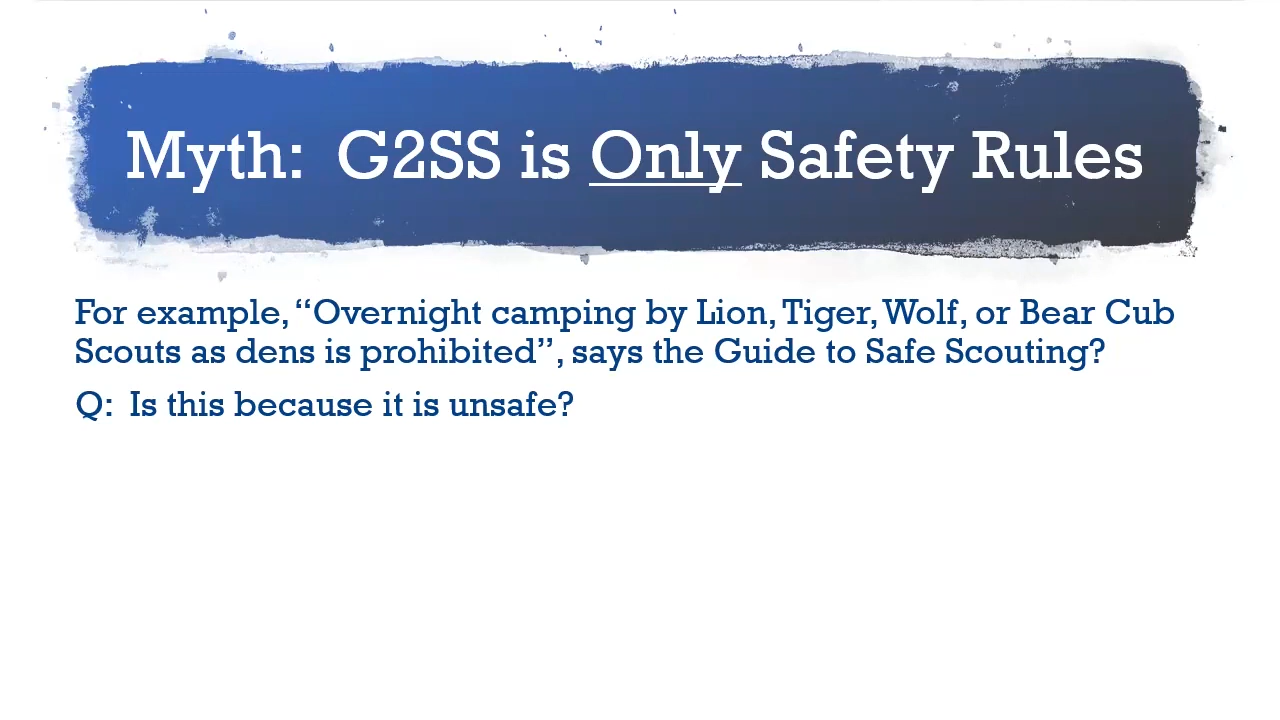 Myth:  G2SS is Only Safety Rules
For example, “Overnight camping by Lion, Tiger, Wolf, or Bear Cub
Scouts as dens is prohibited”, says the Guide to Safe Scouting?
Q:  Is this because it is unsafe?